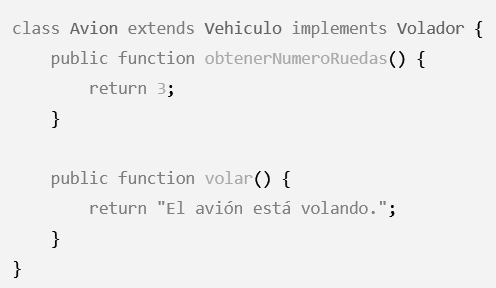 class Avion extends Vehiculo implements Volador {
    public function obtenerNumeroRuedas() {
        return 3;
    }

    public function volar() {
        return "El avión está volando.";
    }
}